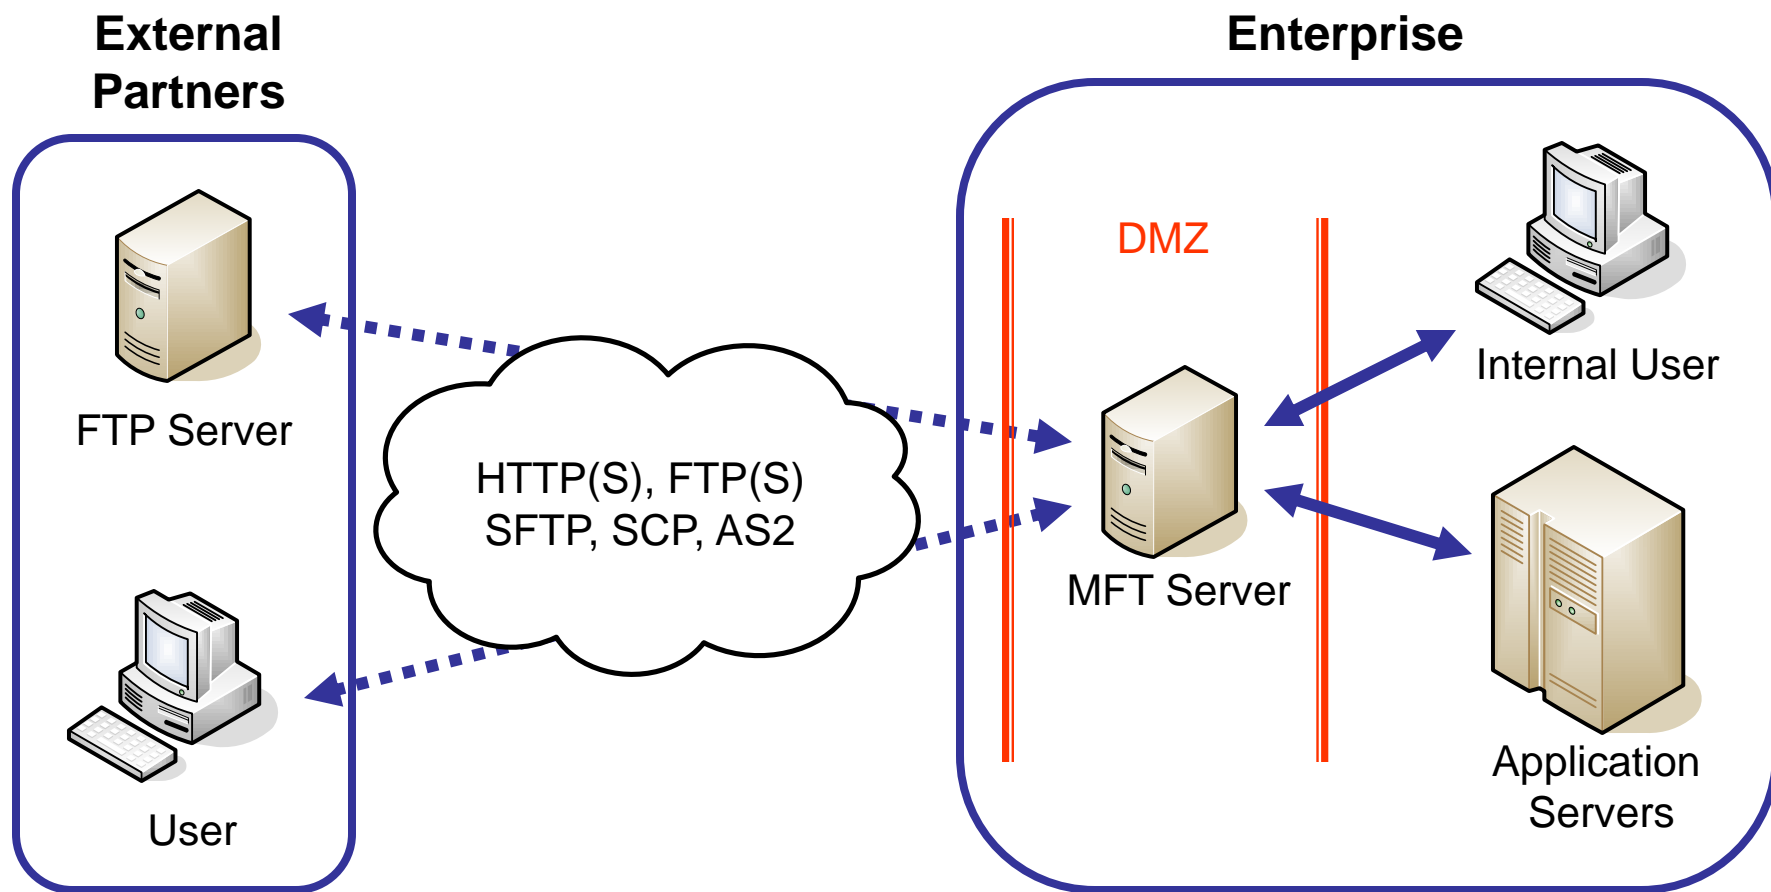 External
Partners
Enterprise
DMZ
FTP Server
Internal User
HTTP(S), FTP(S)
SFTP, SCP, AS2
MFT Server
Application
Servers
User